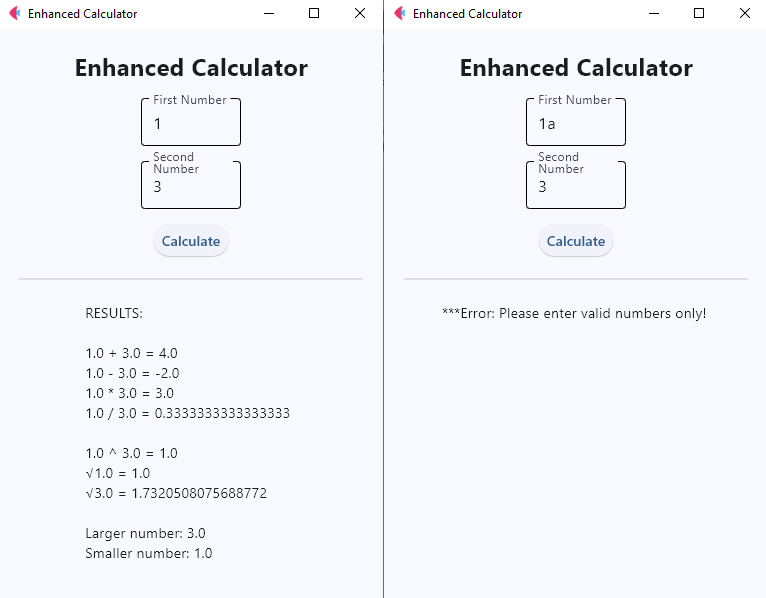 Enhanced Calculator
Enhanced Calculator
First Number
1
Second
Number
3
Calculate
RESULTS:
1.0 + 3.0 = 4.0
1.0 - 3.0 = -2.0
1.0 * 3.0 = 3.0
1.0 / 3.0 = 0.3333333333333333
1.0 ^ 3.0 = 1.0
√1.0 = 1.0
√3.0 = 1.7320508075688772
Larger number: 3.0
Smaller number: 1.0
Enhanced Calculator
Enhanced Calculator
First Number
1a
Second
Number
3
Calculate
***Error: Please enter valid numbers only!